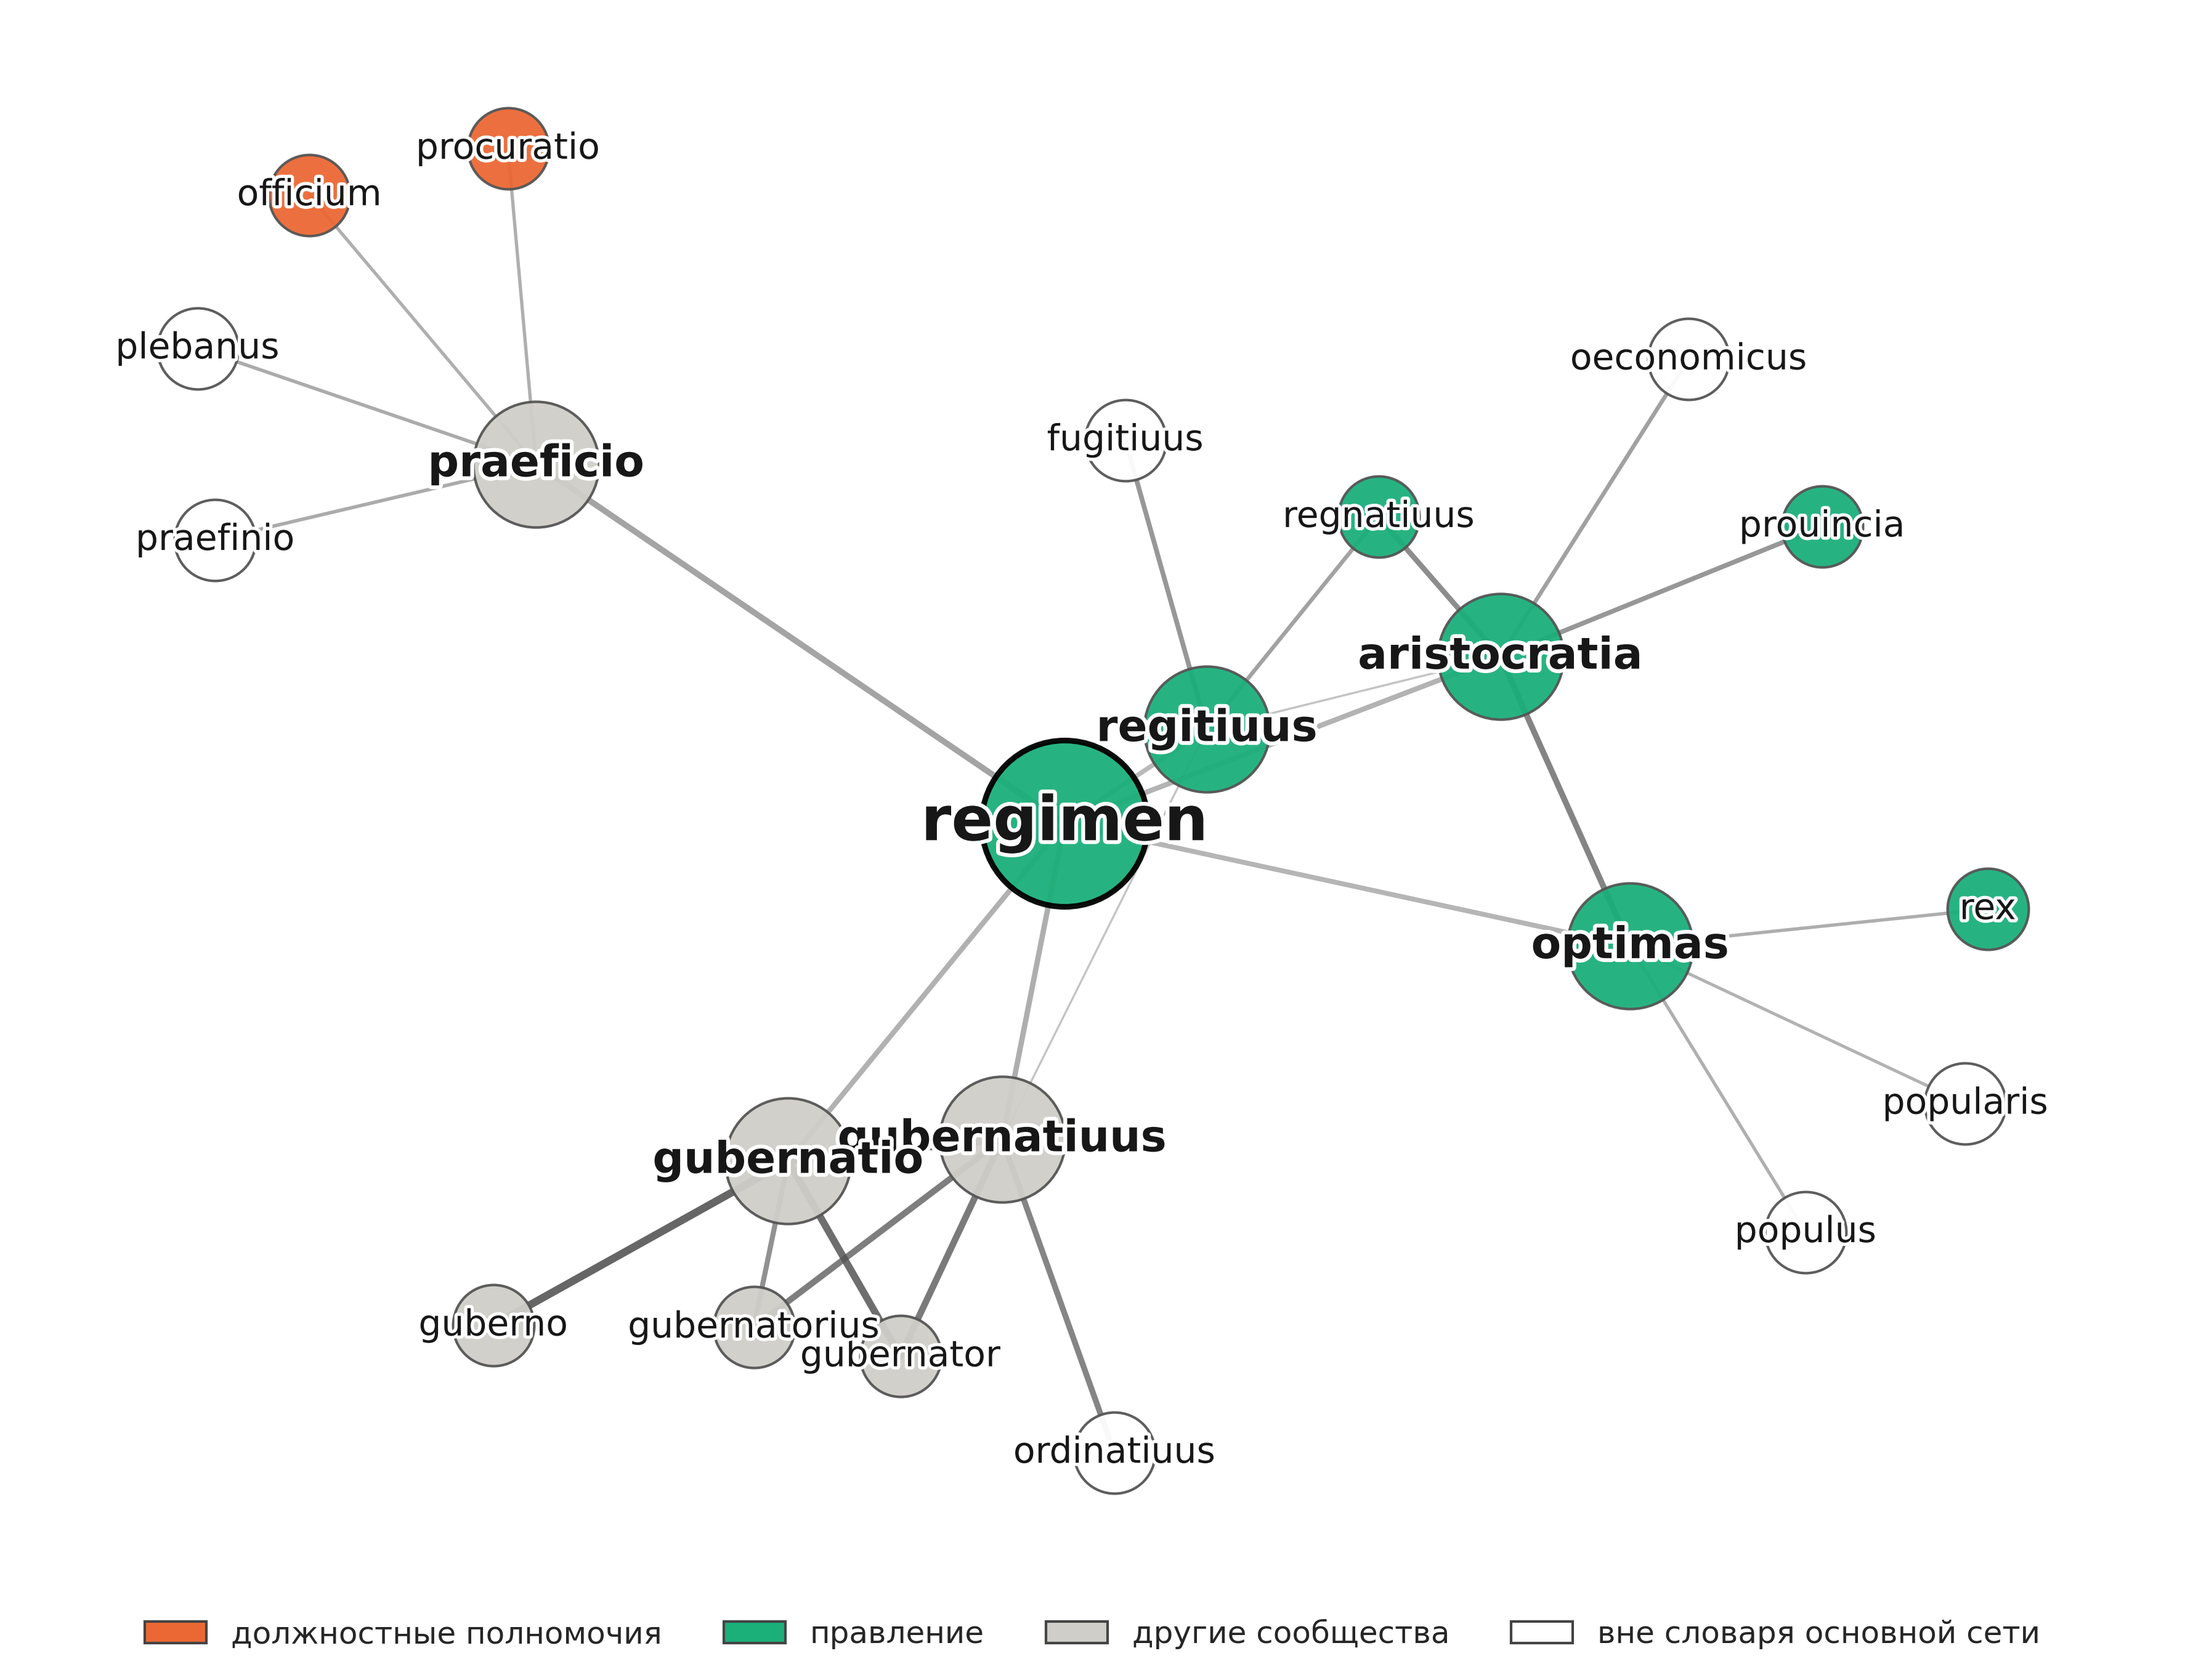 procuratio
officium
plebanus
oeconomicus
fugitiuus
praeficio
regnatiuus
prouincia
praefinio
aristocratia
regitiuus
regimen
rex
optimas
popularis
gubernatiuus
gubernatio
populus
guberno
gubernatorius
gubernator
ordinatiuus
должностные полномочия правление другие сообщества вне словаря основной сети